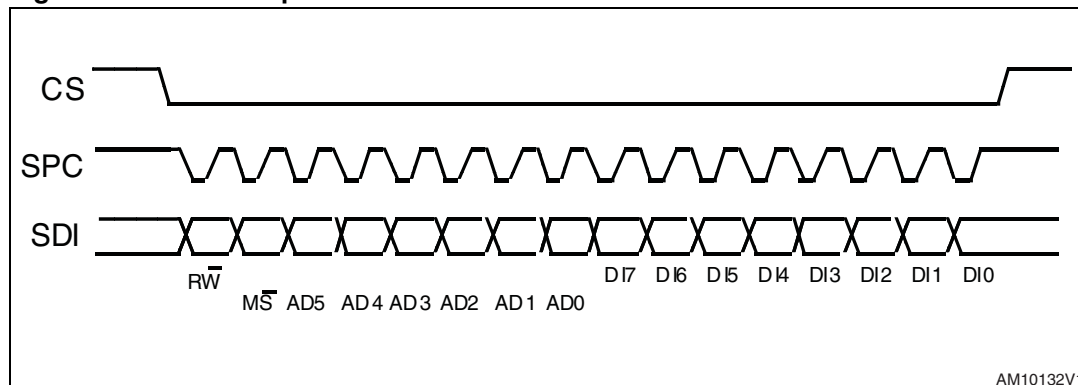 CS
SPC
SDI
RW̅ DI7 DI6 DI5 DI4 DI3 DI2 DI1 DI0
MS̅ AD5 AD4 AD3 AD2 AD1 AD0
AM10132V1